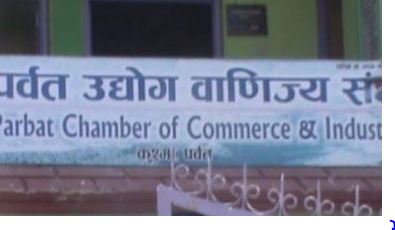 पर्वत उद्योग वाणिज्य
Parbat Chamber of Commerce & Indust
कुश्मा पर्वत